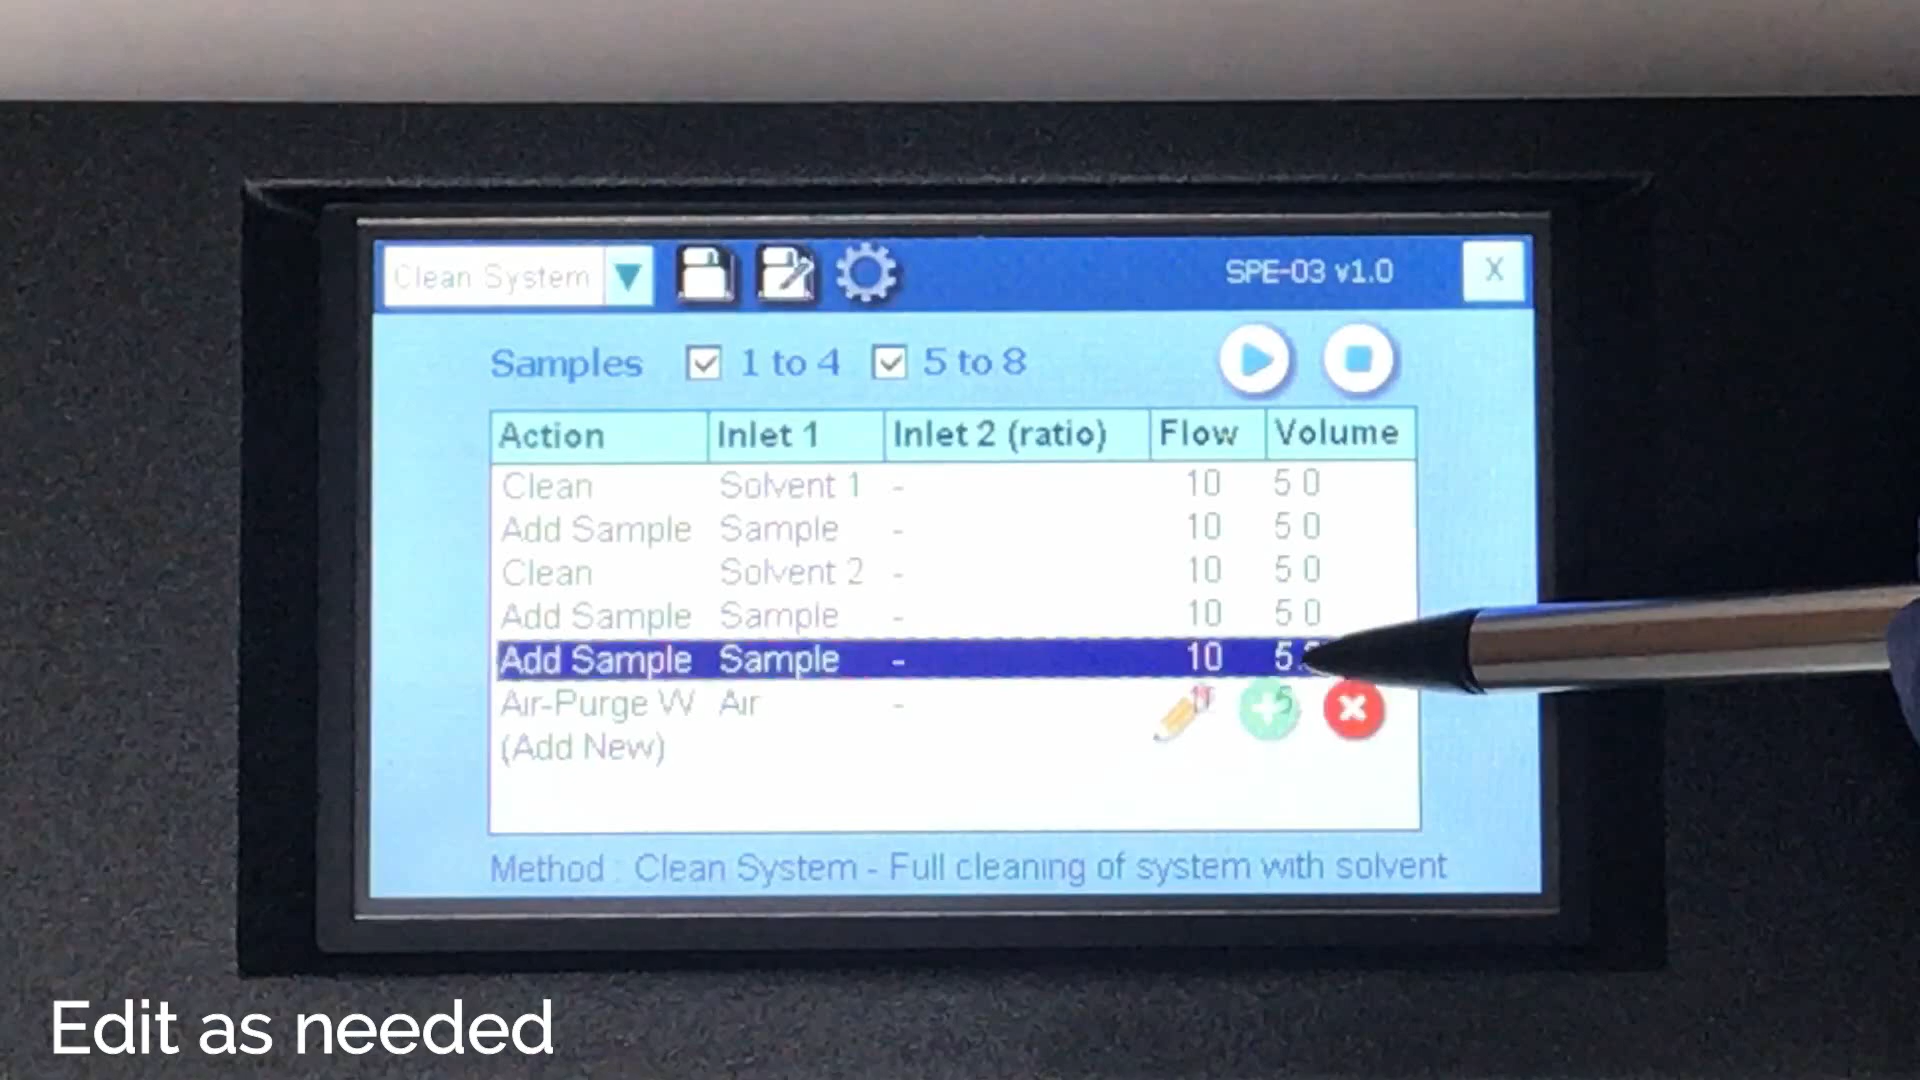 Clean System
SPE-03 v1.0
X
Samples 1 to 4 5 to 8
Action Inlet 1 Inlet 2 (ratio) Flow Volume
Clean Solvent 1 - 10 5.0
Add Sample Sample - 10 5.0
Clean Solvent 2 - 10 5.0
Add Sample Sample - 10 5.0
Add Sample Sample - 10
Air-Purge W Air -
(Add New)
Method : Clean System - Full cleaning of system with solvent
Edit as needed